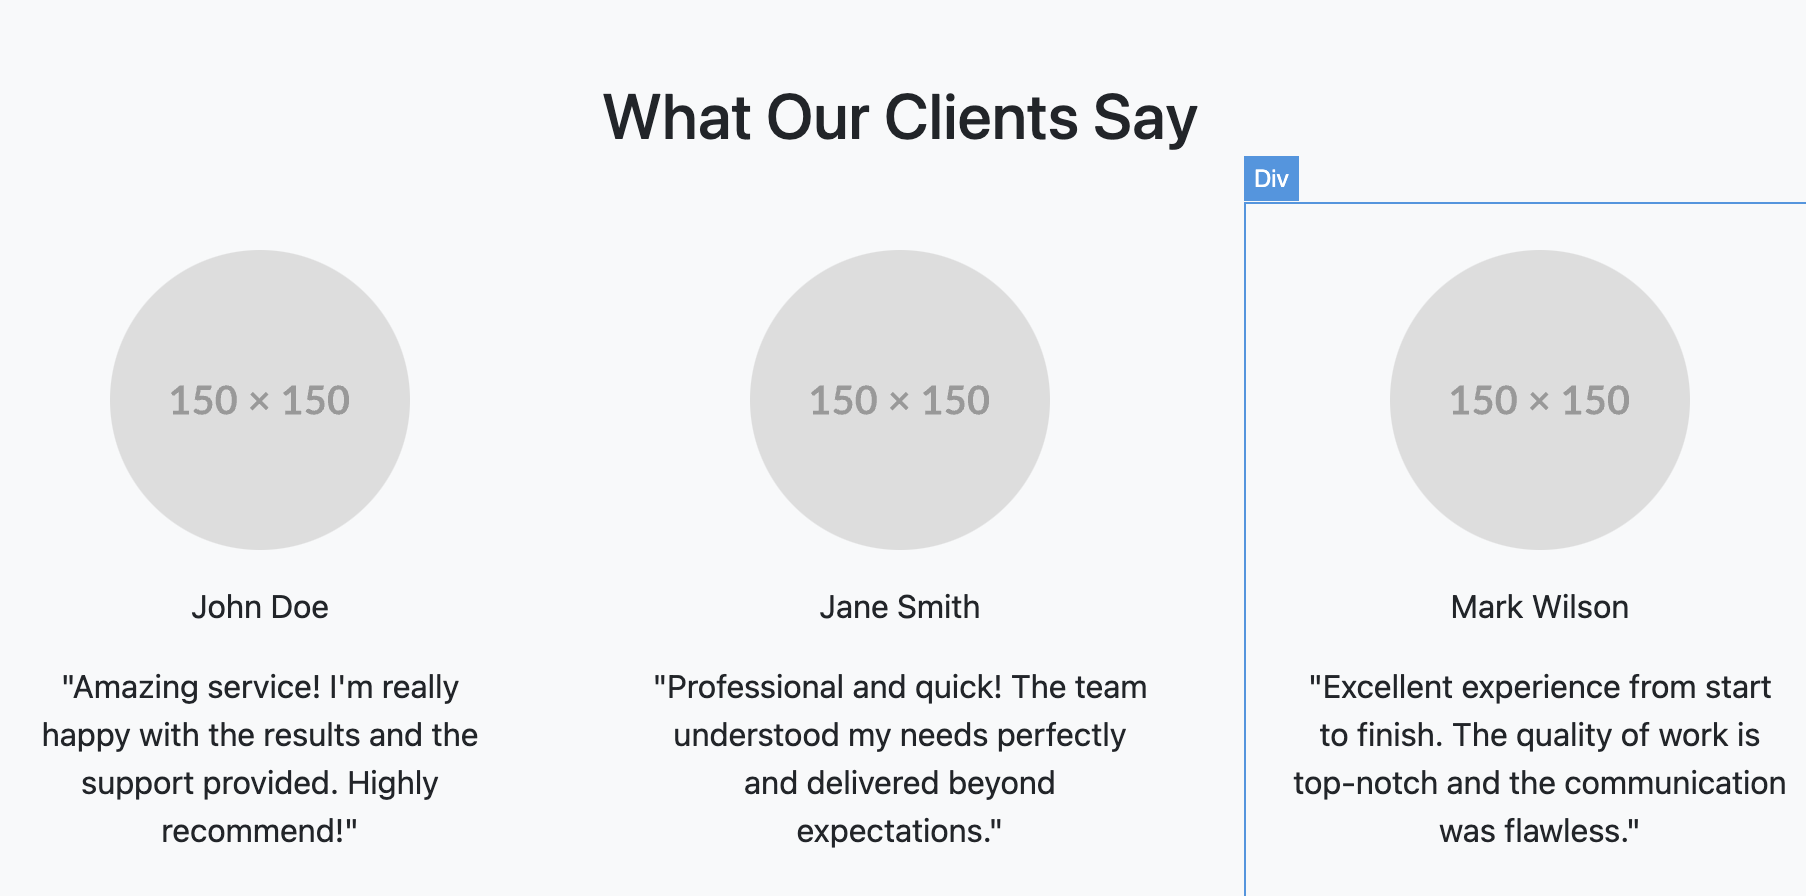 What Our Clients Say
Div
150 × 150
150 × 150
150 × 150
John Doe
"Amazing service! I'm really
happy with the results and the
support provided. Highly
recommend!"
Jane Smith
"Professional and quick! The team
understood my needs perfectly
and delivered beyond
expectations."
Mark Wilson
"Excellent experience from start
to finish. The quality of work is
top-notch and the communication
was flawless."